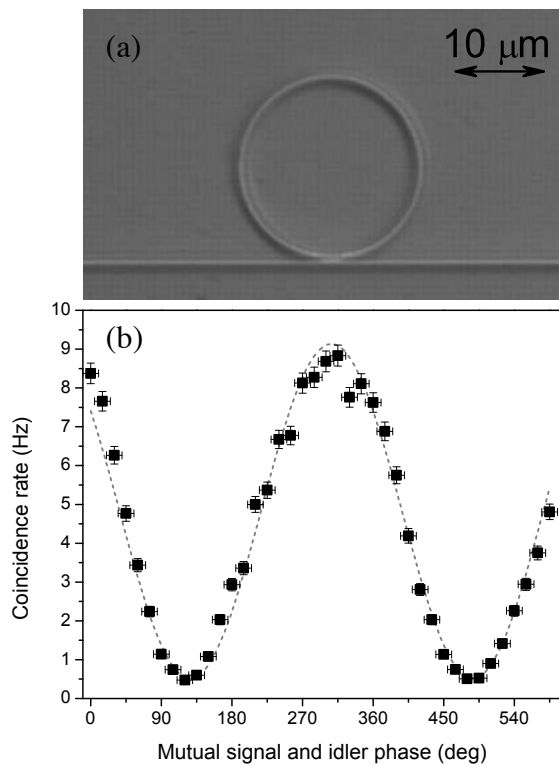 (a)
10 μm
(b)
10
9
8
7
6
5
4
3
2
1
0
Coincidence rate (Hz)
0 90 180 270 360 450 540
Mutual signal and idler phase (deg)